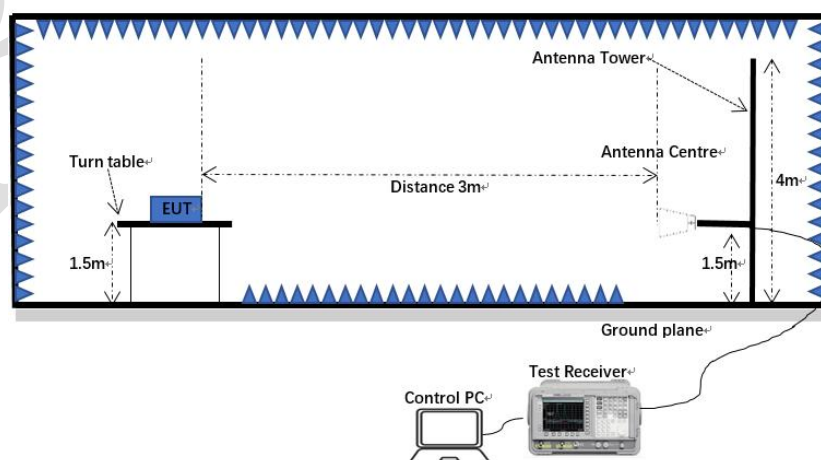 Antenna Tower
Turn table
Antenna Centre
Distance 3m
4m
EUT
1.5m
1.5m
Ground plane
Test Receiver
Control PC